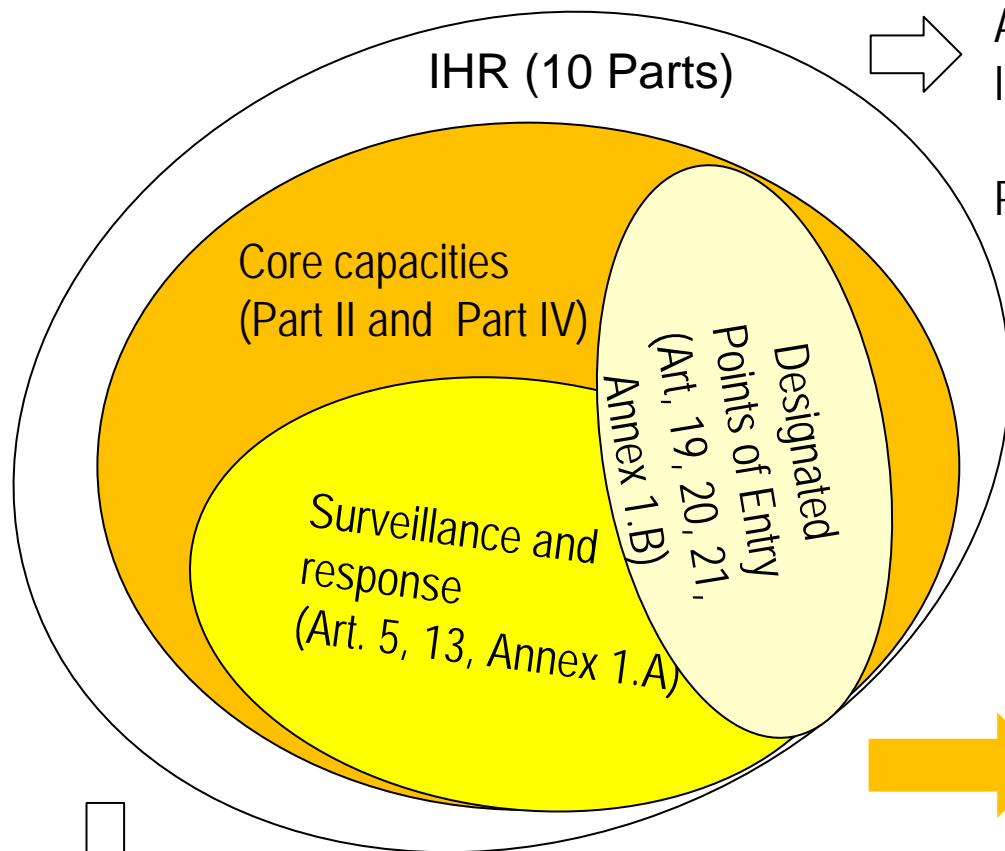 IHR (10 Parts)
A
I
P
Core capacities
(Part II and Part IV)
Designated
Points of Entry
(Art, 19, 20, 21,
Annex 1.B)
Surveillance and
response
(Art. 5, 13, Annex 1.A)